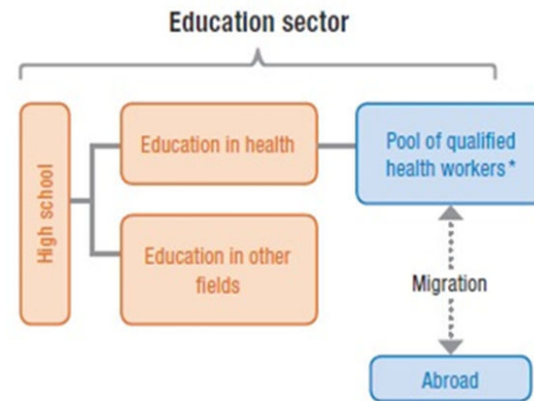 Education sector
High school
Education in health
Pool of qualified
health workers*
Education in other
fields
Migration
Abroad